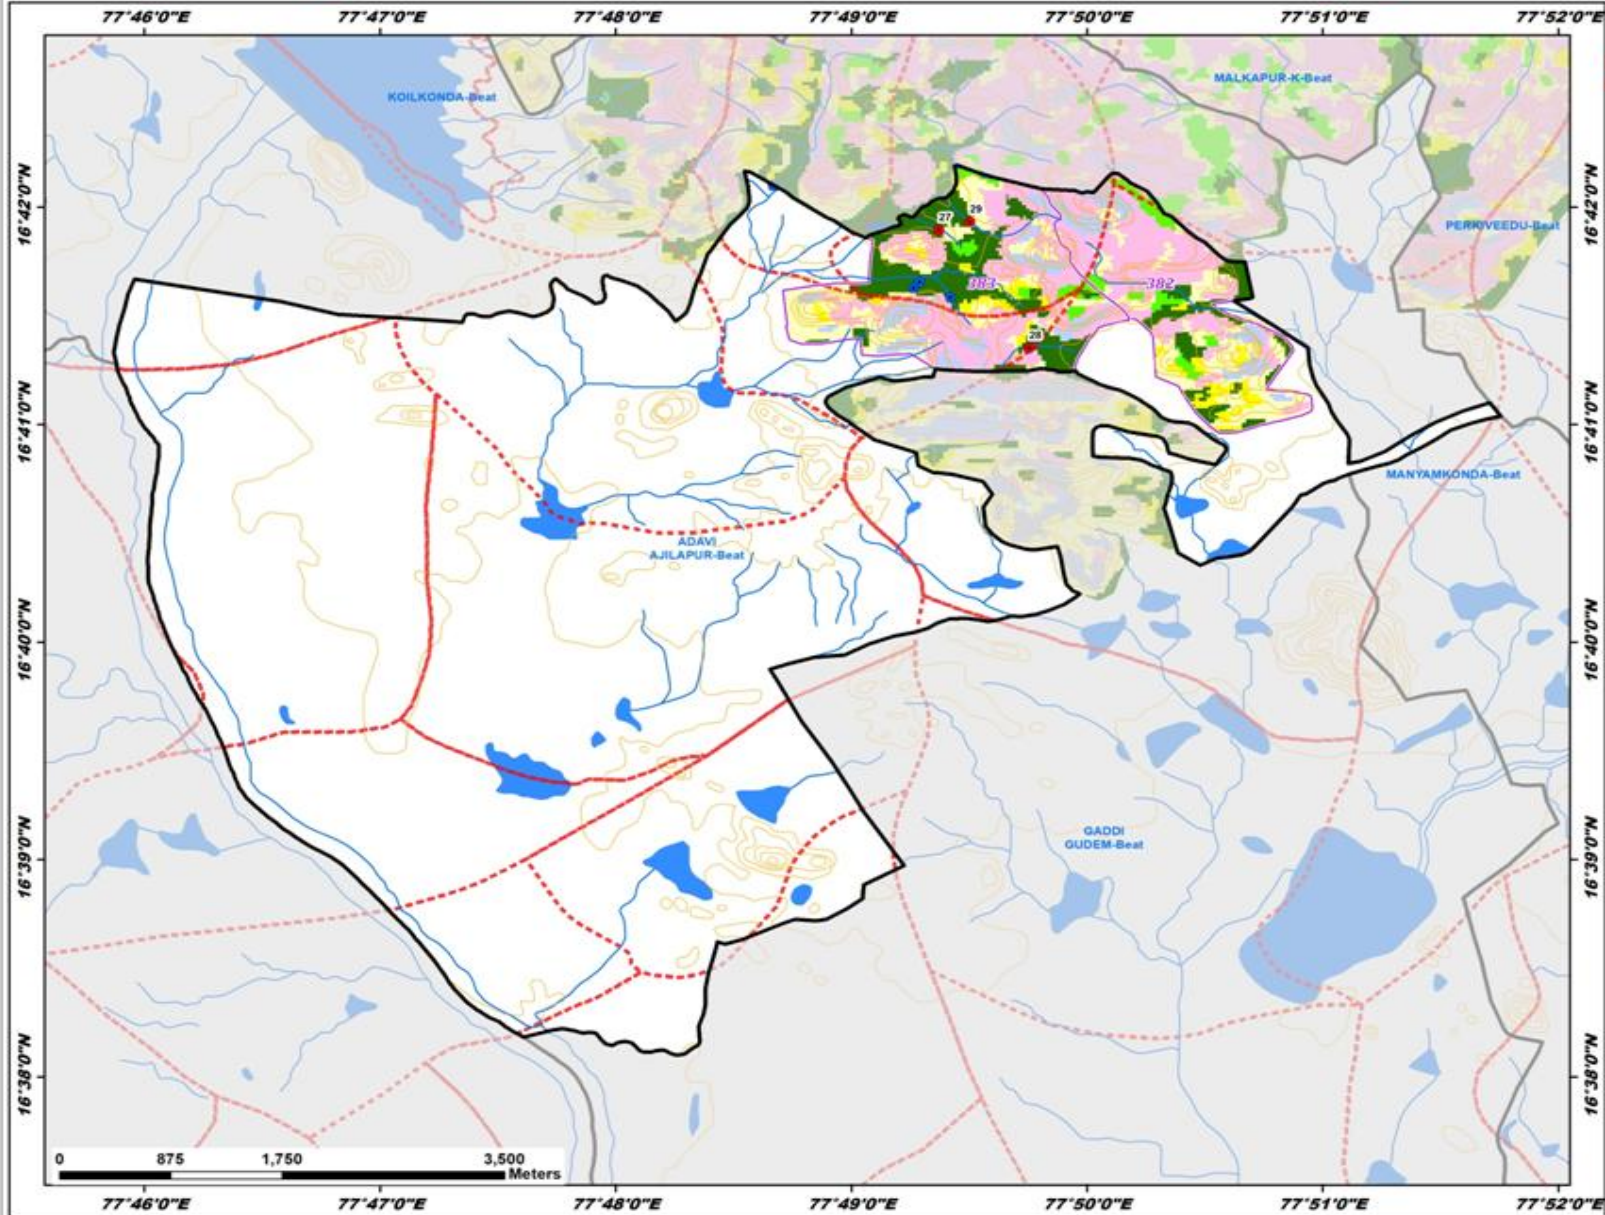 77°46'0"E 77°47'0"E 77°48'0"E 77°49'0"E 77°50'0"E 77°51'0"E 77°52'0"E
MALKAPUR-K-Beat
KOILKONDA-Beat
16°42'0"N
16°42'0"N
27
29
PERKIVEEDU-Beat
383
382
28
16°41'0"N
16°41'0"N
MANYAMKONDA-Beat
ADAVI
AJILAPUR-Beat
16°40'0"N
16°40'0"N
GADDI
GUDEM-Beat
16°39'0"N
16°39'0"N
16°38'0"N
16°38'0"N
0 875 1,750 3,500
Meters
77°46'0"E 77°47'0"E 77°48'0"E 77°49'0"E 77°50'0"E 77°51'0"E 77°52'0"E